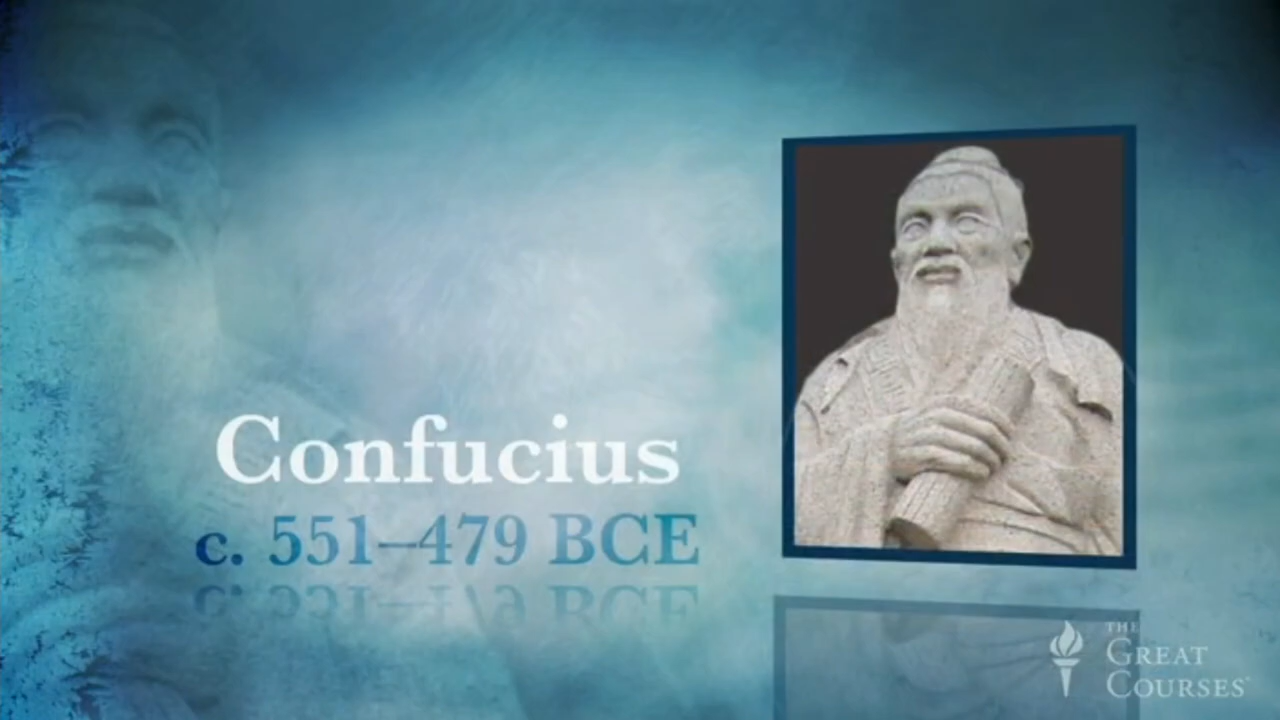 Confucius
c. 551–479 BCE
THE
GREAT
COURSES